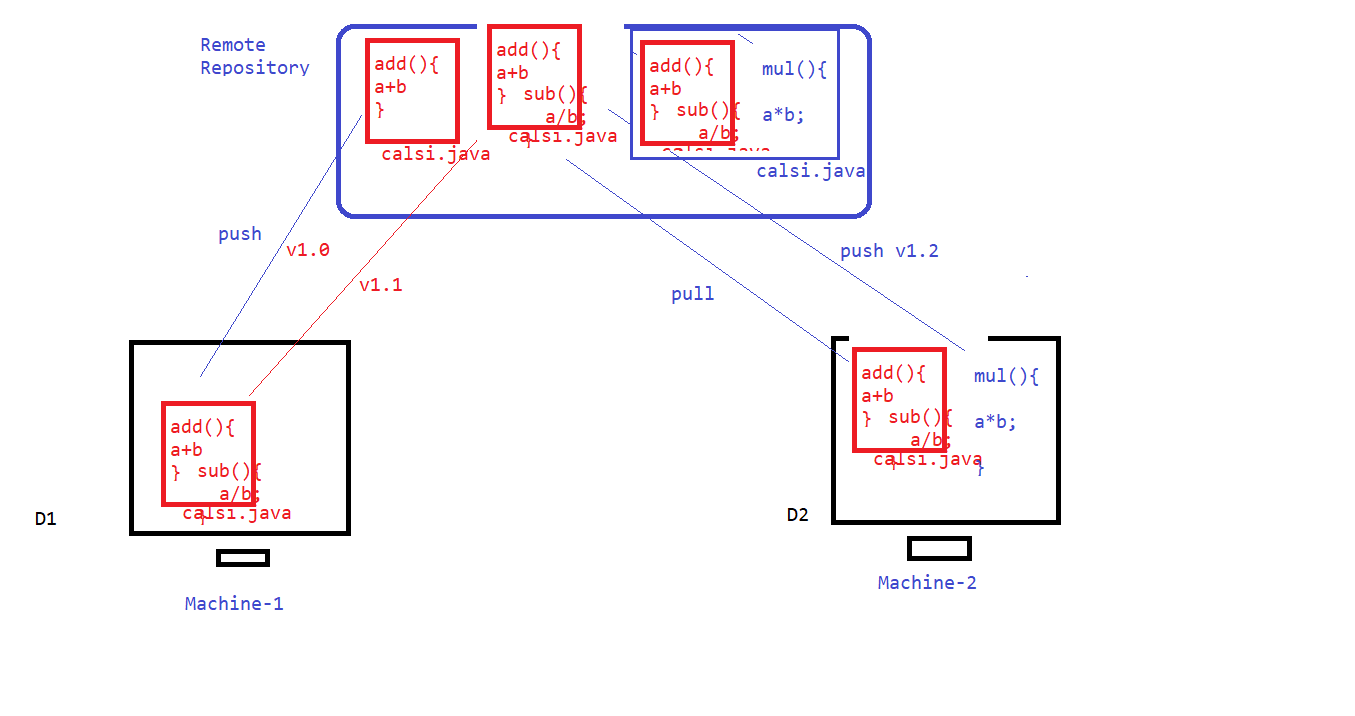 Remote
Repository
add(){
a+b
}
calsi.java
add(){
a+b
} sub(){
a/b;
}
calsi.java
add(){
a+b
} sub(){
a/b;
calsi.java
mul(){
a*b;
calsi.java
push
v1.0
v1.1
pull
push v1.2
D1
add(){
a+b
} sub(){
a/b;
}
calsi.java
Machine-1
D2
add(){
a+b
} sub(){
a/b;
}
calsi.java
mul(){
a*b;
}
Machine-2